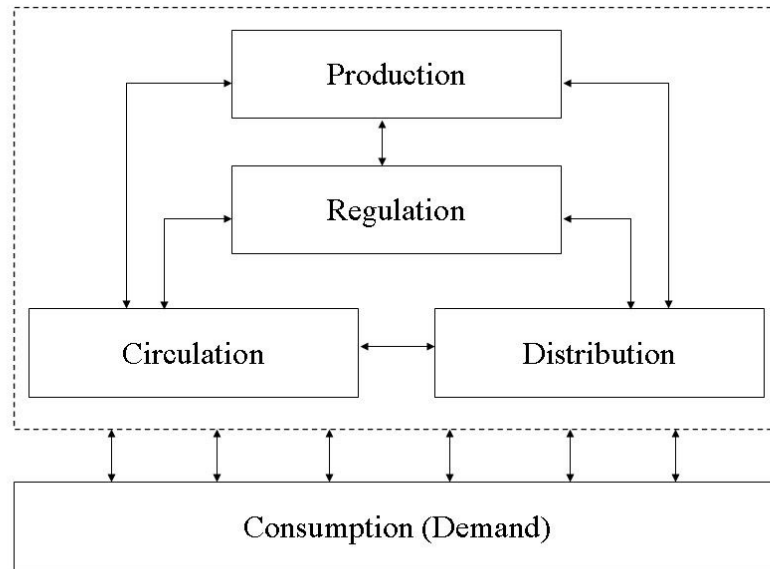 Production
Regulation
Circulation
Distribution
Consumption (Demand)